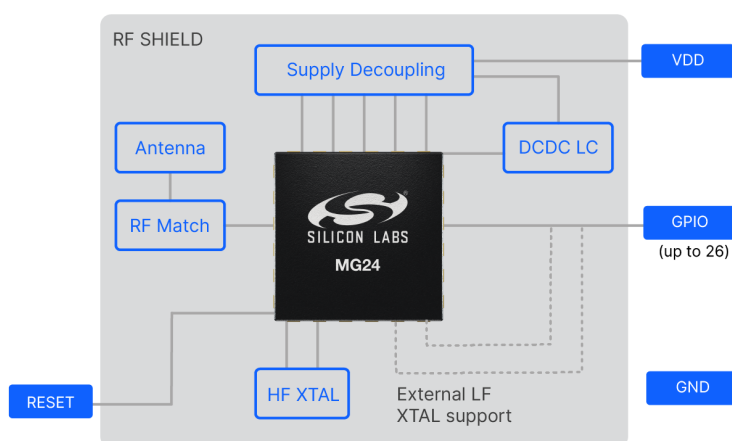 RF SHIELD
Supply Decoupling
VDD
Antenna
DCDC LC
RF Match
SILICON LABS
MG24
GPIO
(up to 26)
HF XTAL
External LF
XTAL support
RESET
GND